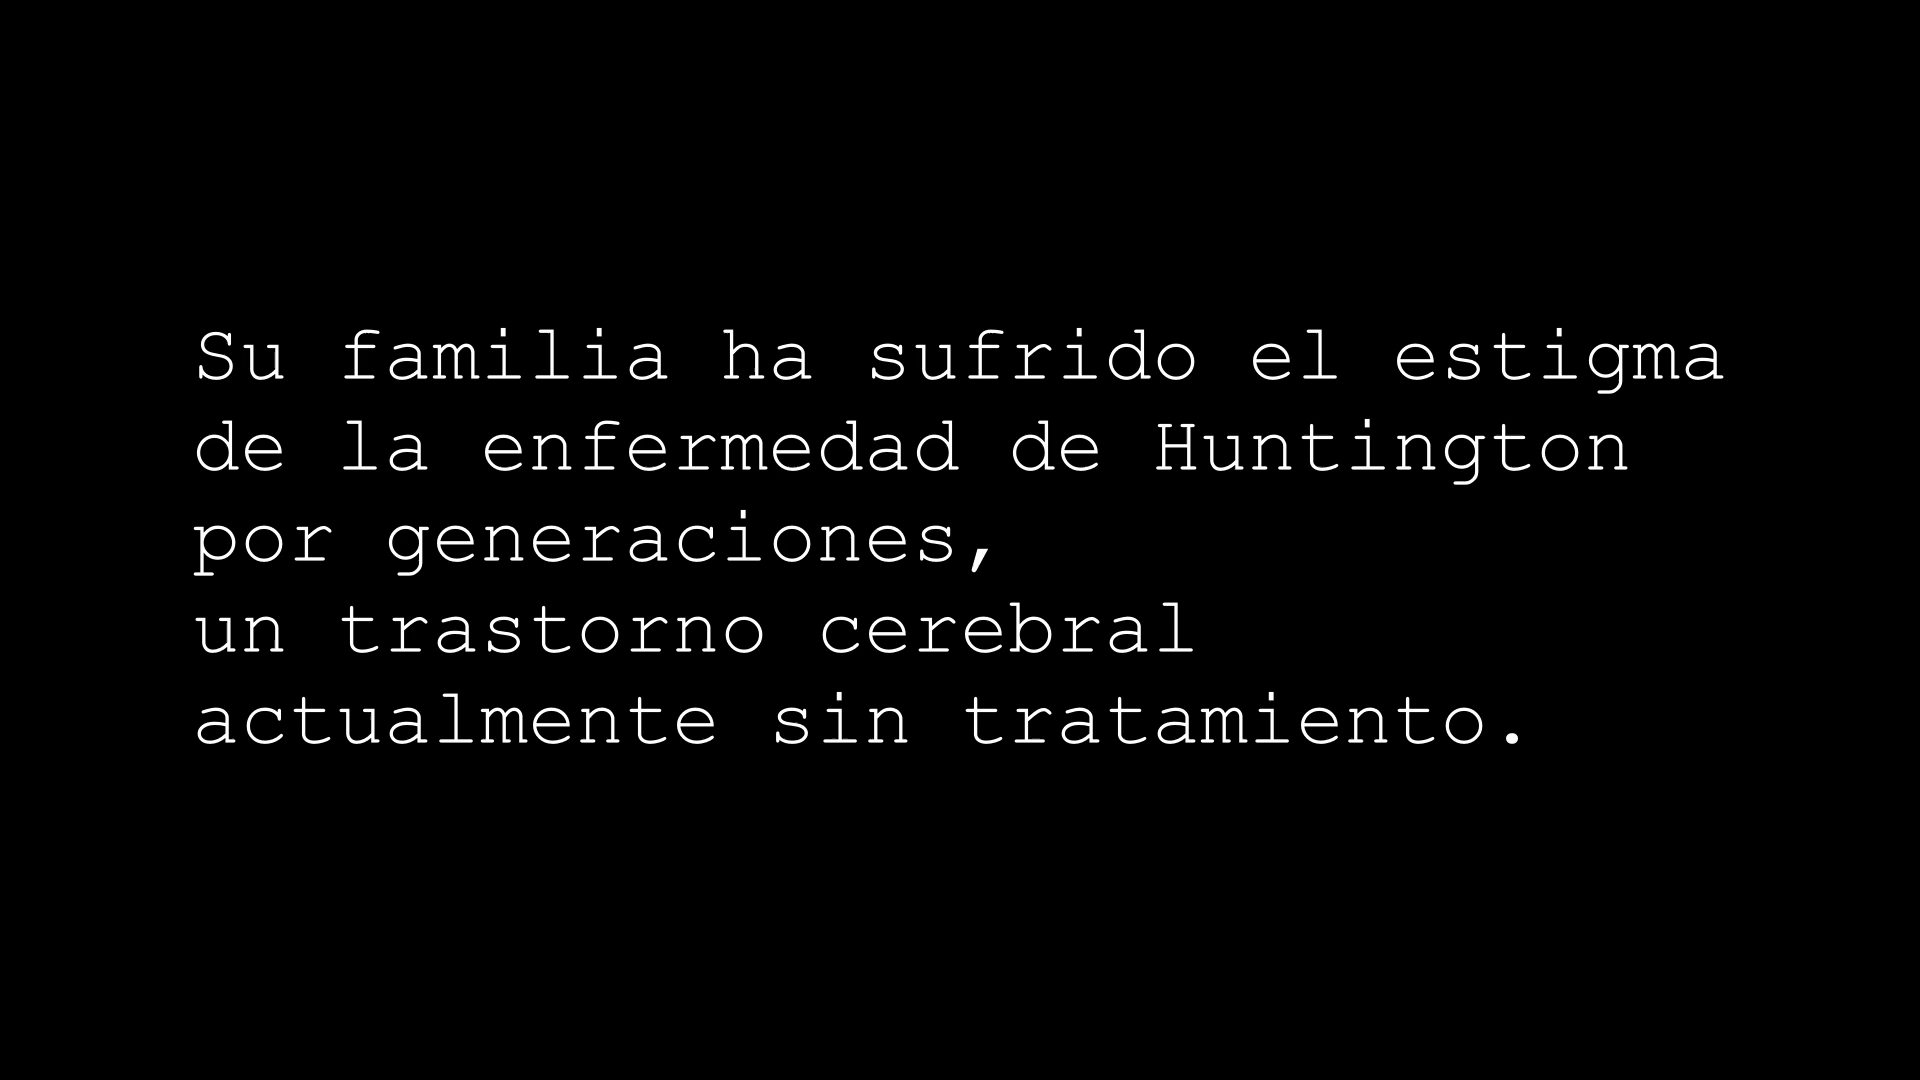 Su familia ha sufrido el estigma
de la enfermedad de Huntington
por generaciones,
un trastorno cerebral
actualmente sin tratamiento.